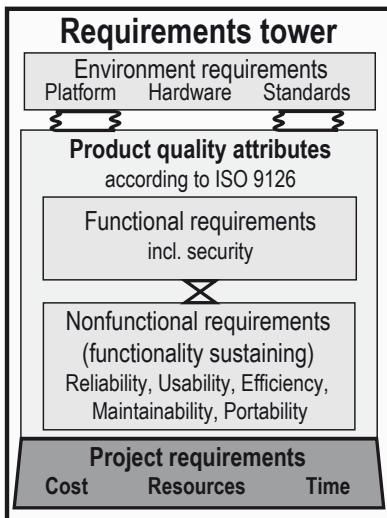 Requirements tower
Environment requirements
Platform Hardware Standards
Product quality attributes
according to ISO 9126
Functional requirements
incl. security
Nonfunctional requirements
(functionality sustaining)
Reliability, Usability, Efficiency,
Maintainability, Portability
Project requirements
Cost Resources Time